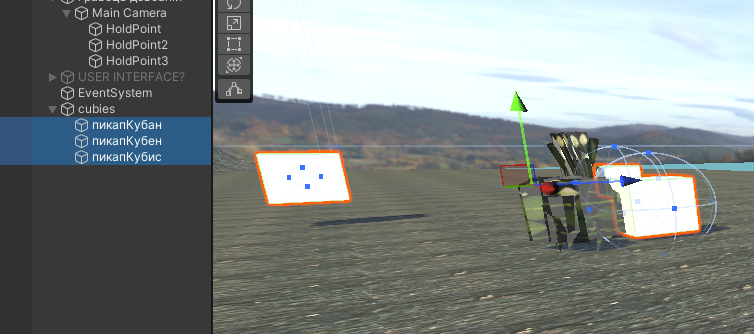 Main Camera
HoldPoint
HoldPoint2
HoldPoint3
USER INTERFACE?
EventSystem
cubies
пикапКубан
пикапКубен
пикапКубис